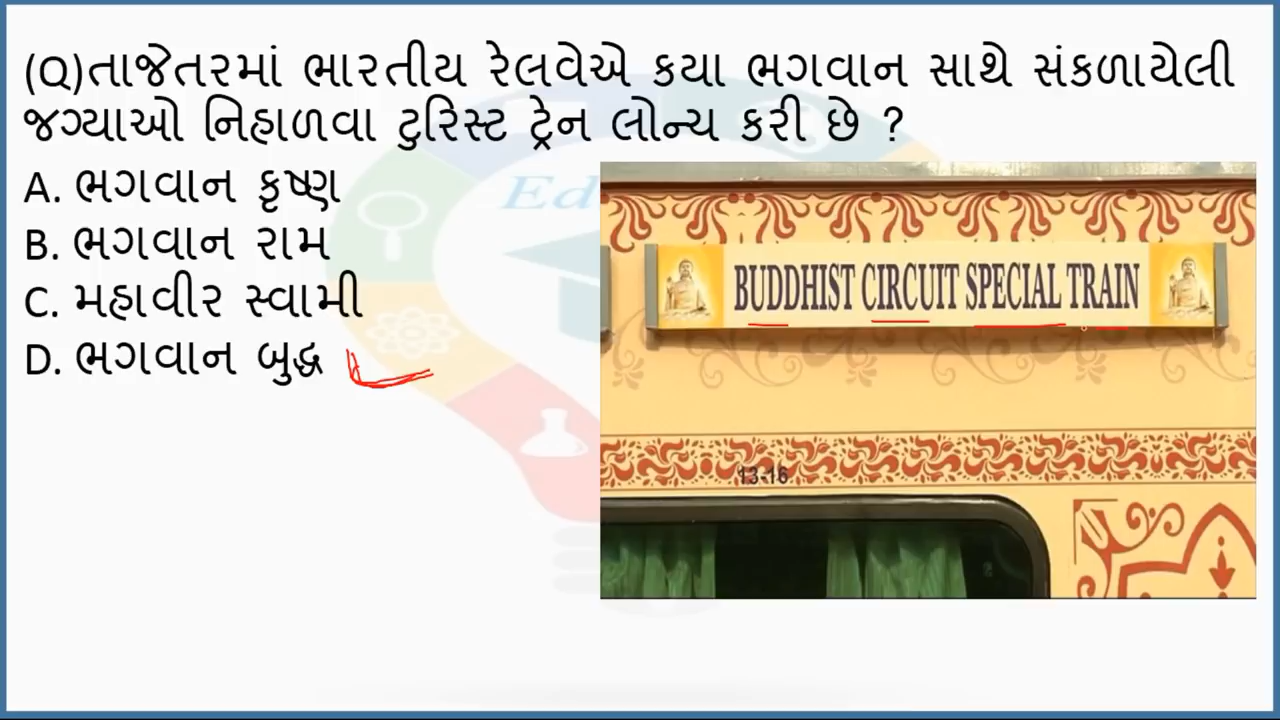 (Q)તાજેતરમાં ભારતીય રેલવેએ કયા ભગવાન સાથે સંકળાયેલી
જગ્યાઓ નિહાળવા ટુરિસ્ટ ટ્રેન લોન્ચ કરી છે ?
A. ભગવાન કૃષ્ણ
B. ભગવાન રામ
C. મહાવીર સ્વામી
D. ભગવાન બુદ્ધ
BUDDHIST CIRCUIT SPECIAL TRAIN
13-16